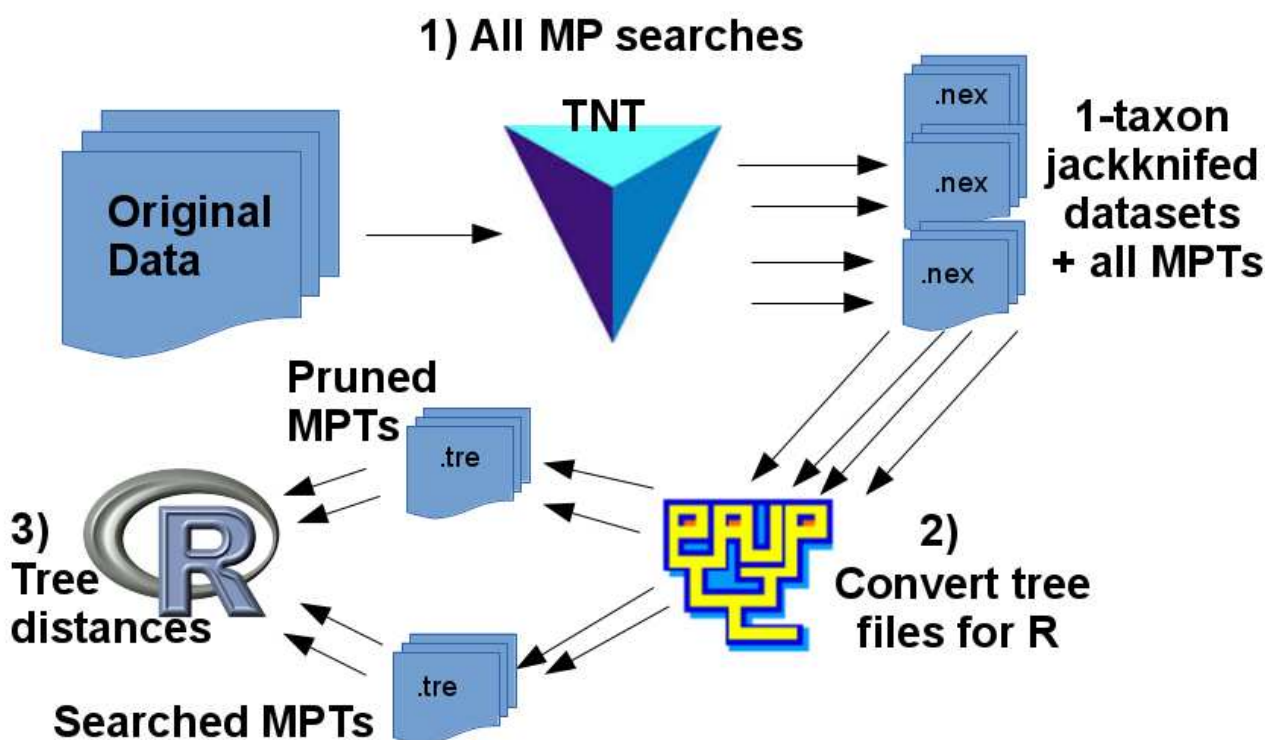 1) All MP searches
TNT
Original
Data
.nex
.nex
.nex
1-taxon
jackknifed
datasets
+ all MPTs
Pruned
MPTs
.tre
PAUP
2)
Convert tree
files for R
3)
Tree
distances
R
.tre
Searched MPTs